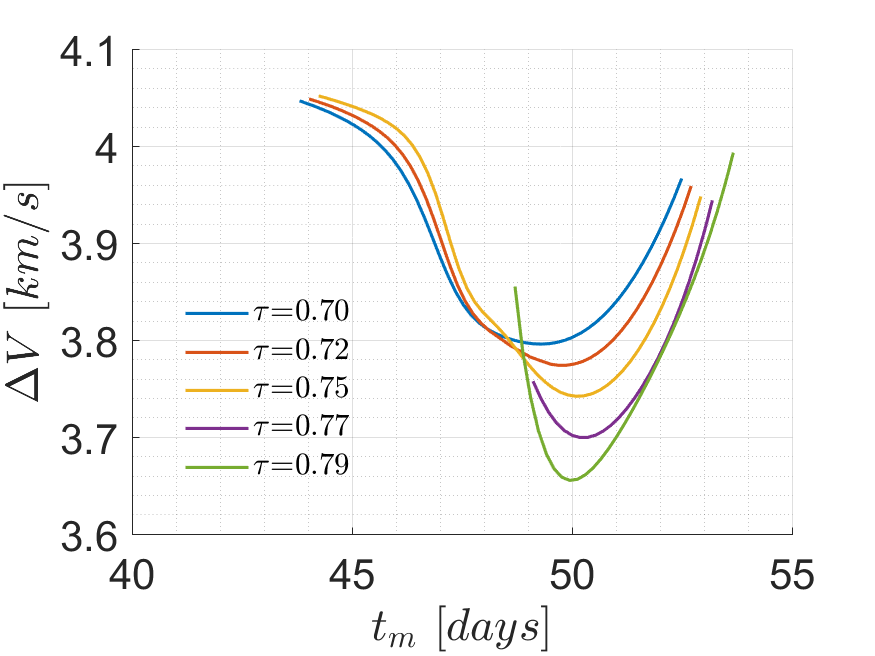 4.1
4
3.9
3.8
3.7
3.6
ΔV [km/s]
τ=0.70
τ=0.72
τ=0.75
τ=0.77
τ=0.79
40 45 50 55
t_m [days]